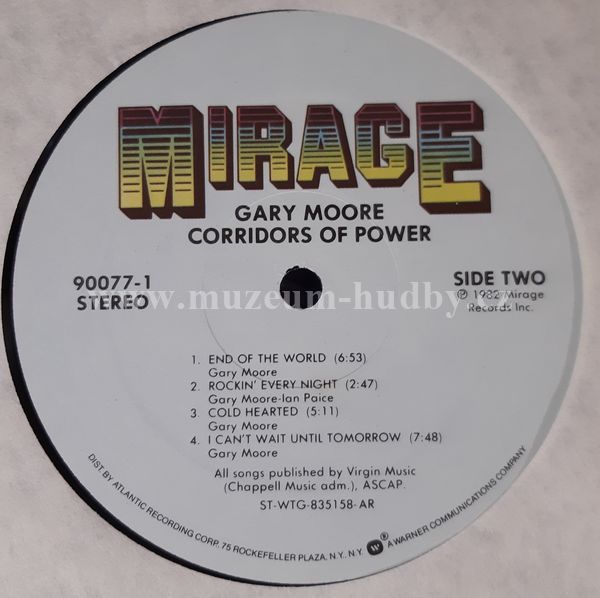 MIRAGE
GARY MOORE
CORRIDORS OF POWER
90077-1
STEREO
SIDE TWO
℗ 1982 Mirage
Records Inc.
www.muzeum-hudby.cz
1. END OF THE WORLD (6:53)
Gary Moore
2. ROCKIN' EVERY NIGHT (2:47)
Gary Moore-Ian Paice
3. COLD HEARTED (5:11)
Gary Moore
4. I CAN'T WAIT UNTIL TOMORROW (7:48)
Gary Moore
All songs published by Virgin Music
(Chappell Music adm.), ASCAP.
ST-WTG-835158-AR
DIST. BY ATLANTIC RECORDING CORP. 75 ROCKEFELLER PLAZA, N.Y. N.Y. ® A WARNER COMMUNICATIONS COMPANY